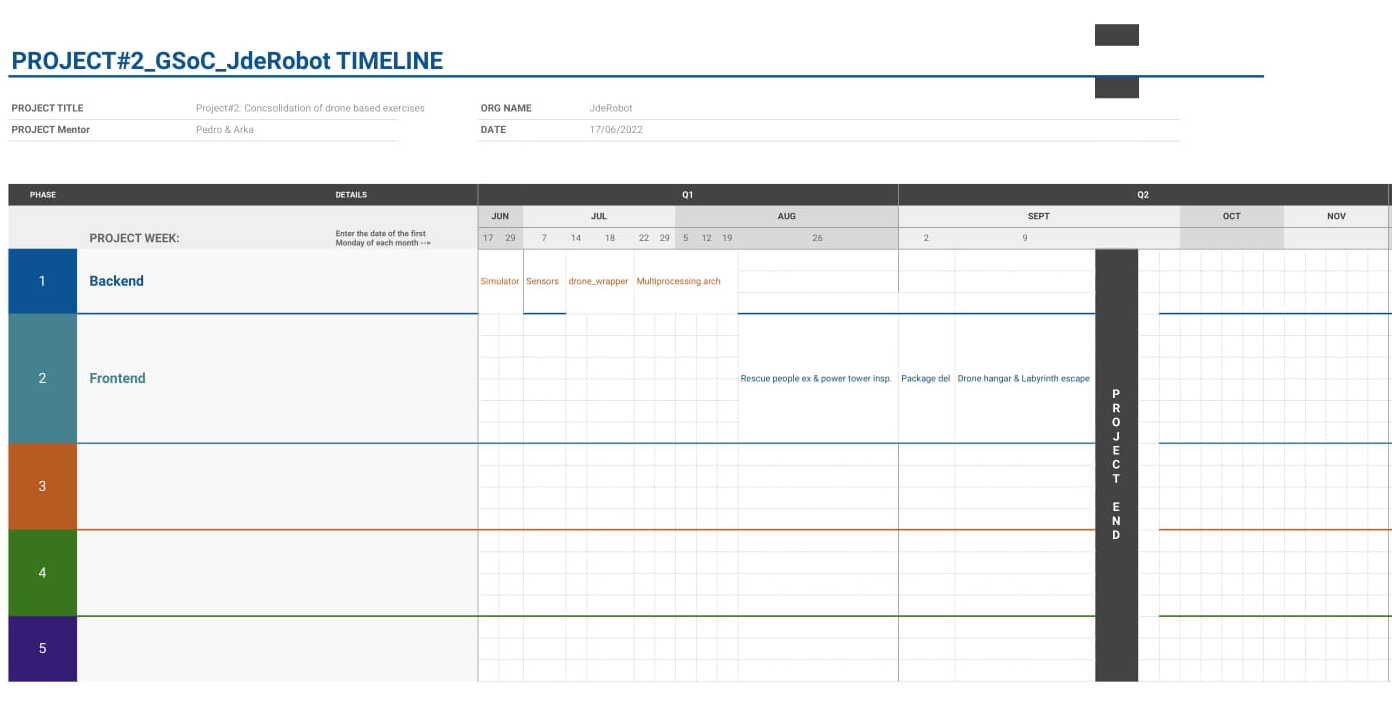 PROJECT#2_GSoC_JdeRobot TIMELINE
PROJECT TITLE Project#2: Concsolidation of drone based exercises ORG NAME JdeRobot
PROJECT Mentor Pedro & Arka DATE 17/06/2022
PHASE DETAILS Q1 Q2
JUN JUL AUG SEPT OCT NOV
PROJECT WEEK: Enter the date of the first
Monday of each month -->
17 29 7 14 18 22 29 5 12 19 26 2 9
1 Backend Simulator Sensors drone_wrapper Multiprocessing arch
2 Frontend Rescue people ex & power tower insp. Package del Drone hangar & Labyrinth escape
PROJECT END
3
4
5